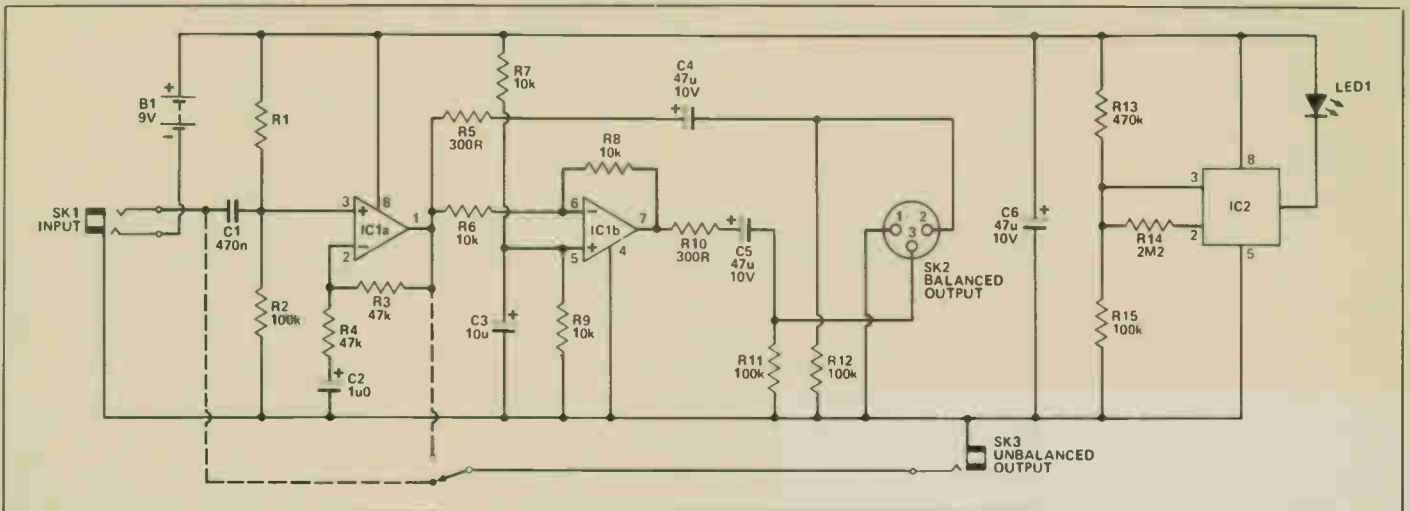 B1
9V
+
−
SK1
INPUT
C1
470n
R1
R2
100k
3
+
8
IC1a
1
−
2
R3
47k
R4
47k
+
C2
1u0
R5
300R
R6
10k
R7
10k
C3
10u
+
R8
10k
6
−
IC1b
7
+
5
4
R9
10k
R10
300R
C4
47u
10V
+
C5
47u
10V
+
R11
100k
R12
100k
1
2
3
SK2
BALANCED
OUTPUT
SK3
UNBALANCED
OUTPUT
C6
47u
10V
+
R13
470k
R14
2M2
R15
100k
3
2
8
IC2
5
LED1